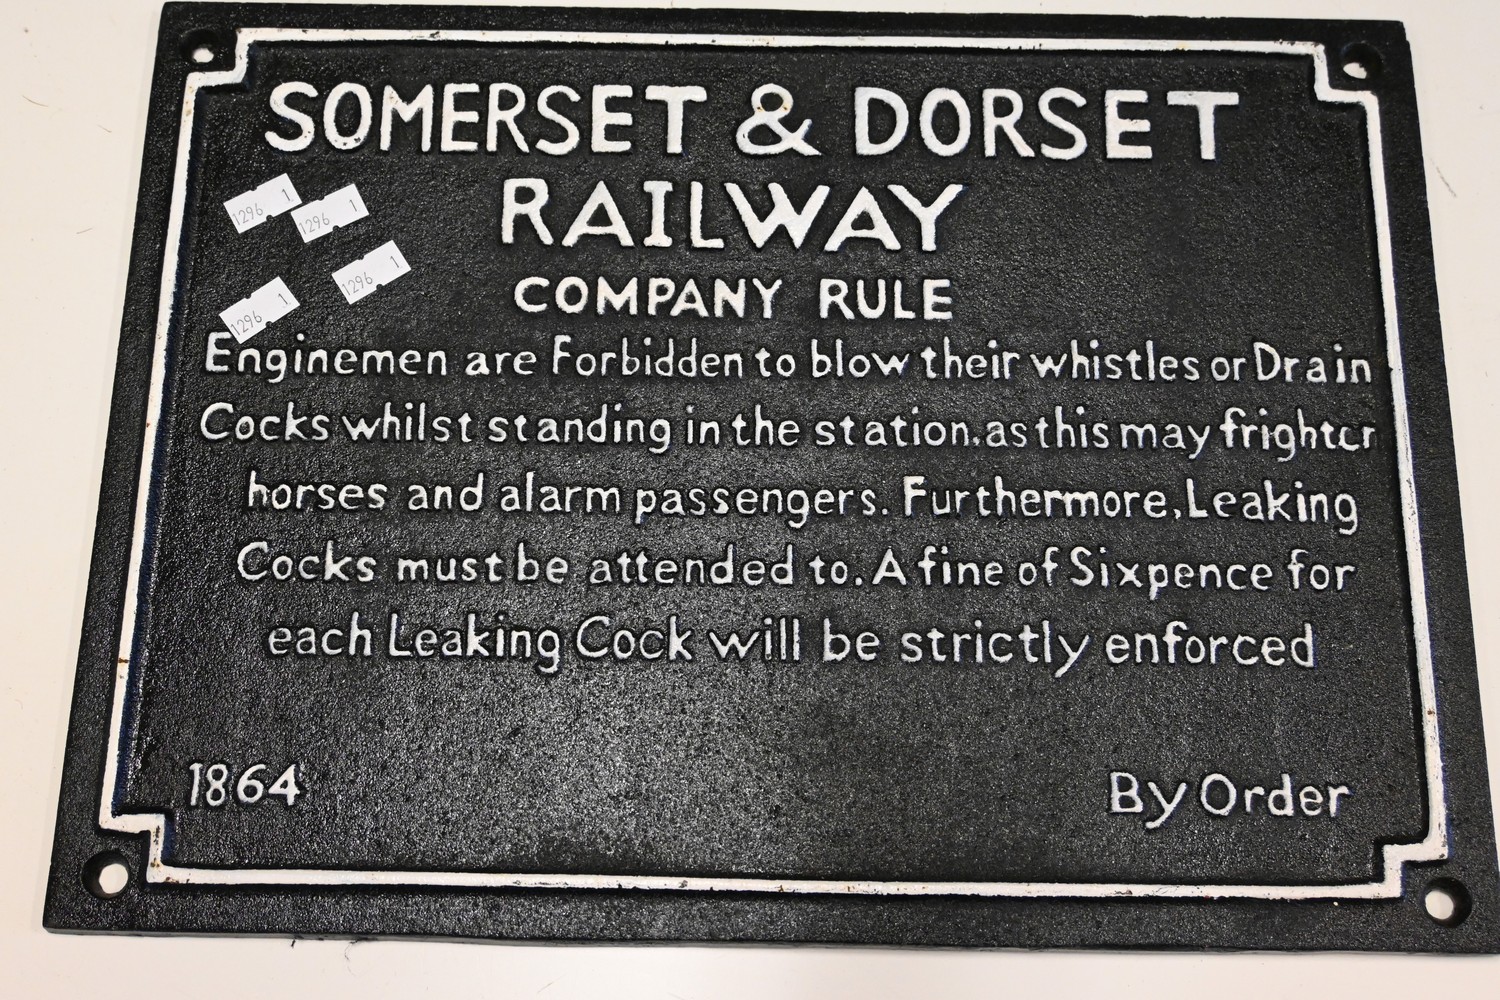 SOMERSET & DORSET
RAILWAY
COMPANY RULE
Enginemen are Forbidden to blow their whistles or Drain
Cocks whilst standing in the station.as this may frighter
horses and alarm passengers. Furthermore, Leaking
Cocks must be attended to. A fine of Sixpence for
each Leaking Cock will be strictly enforced
1864 By Order
1296 1
1296 1
1296 1
1296 1